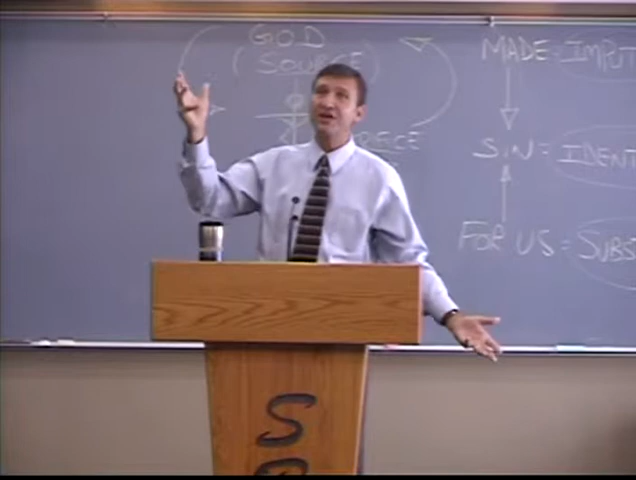 GOD
(SOURCE)
MADE = IMPUT
SIN = IDENT
FOR US = SUBS
S